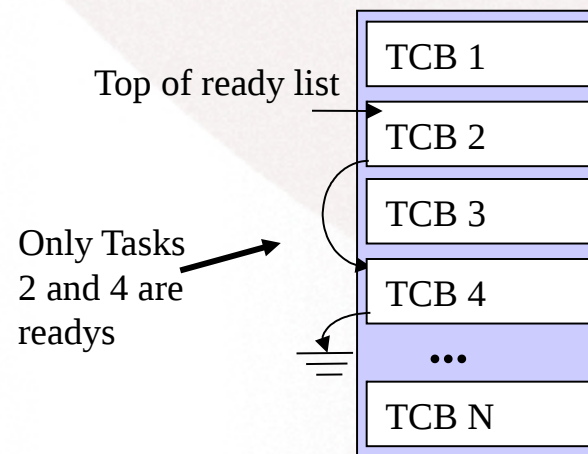 TCB 1
Top of ready list
TCB 2
TCB 3
Only Tasks
2 and 4 are
readys
TCB 4
...
TCB N